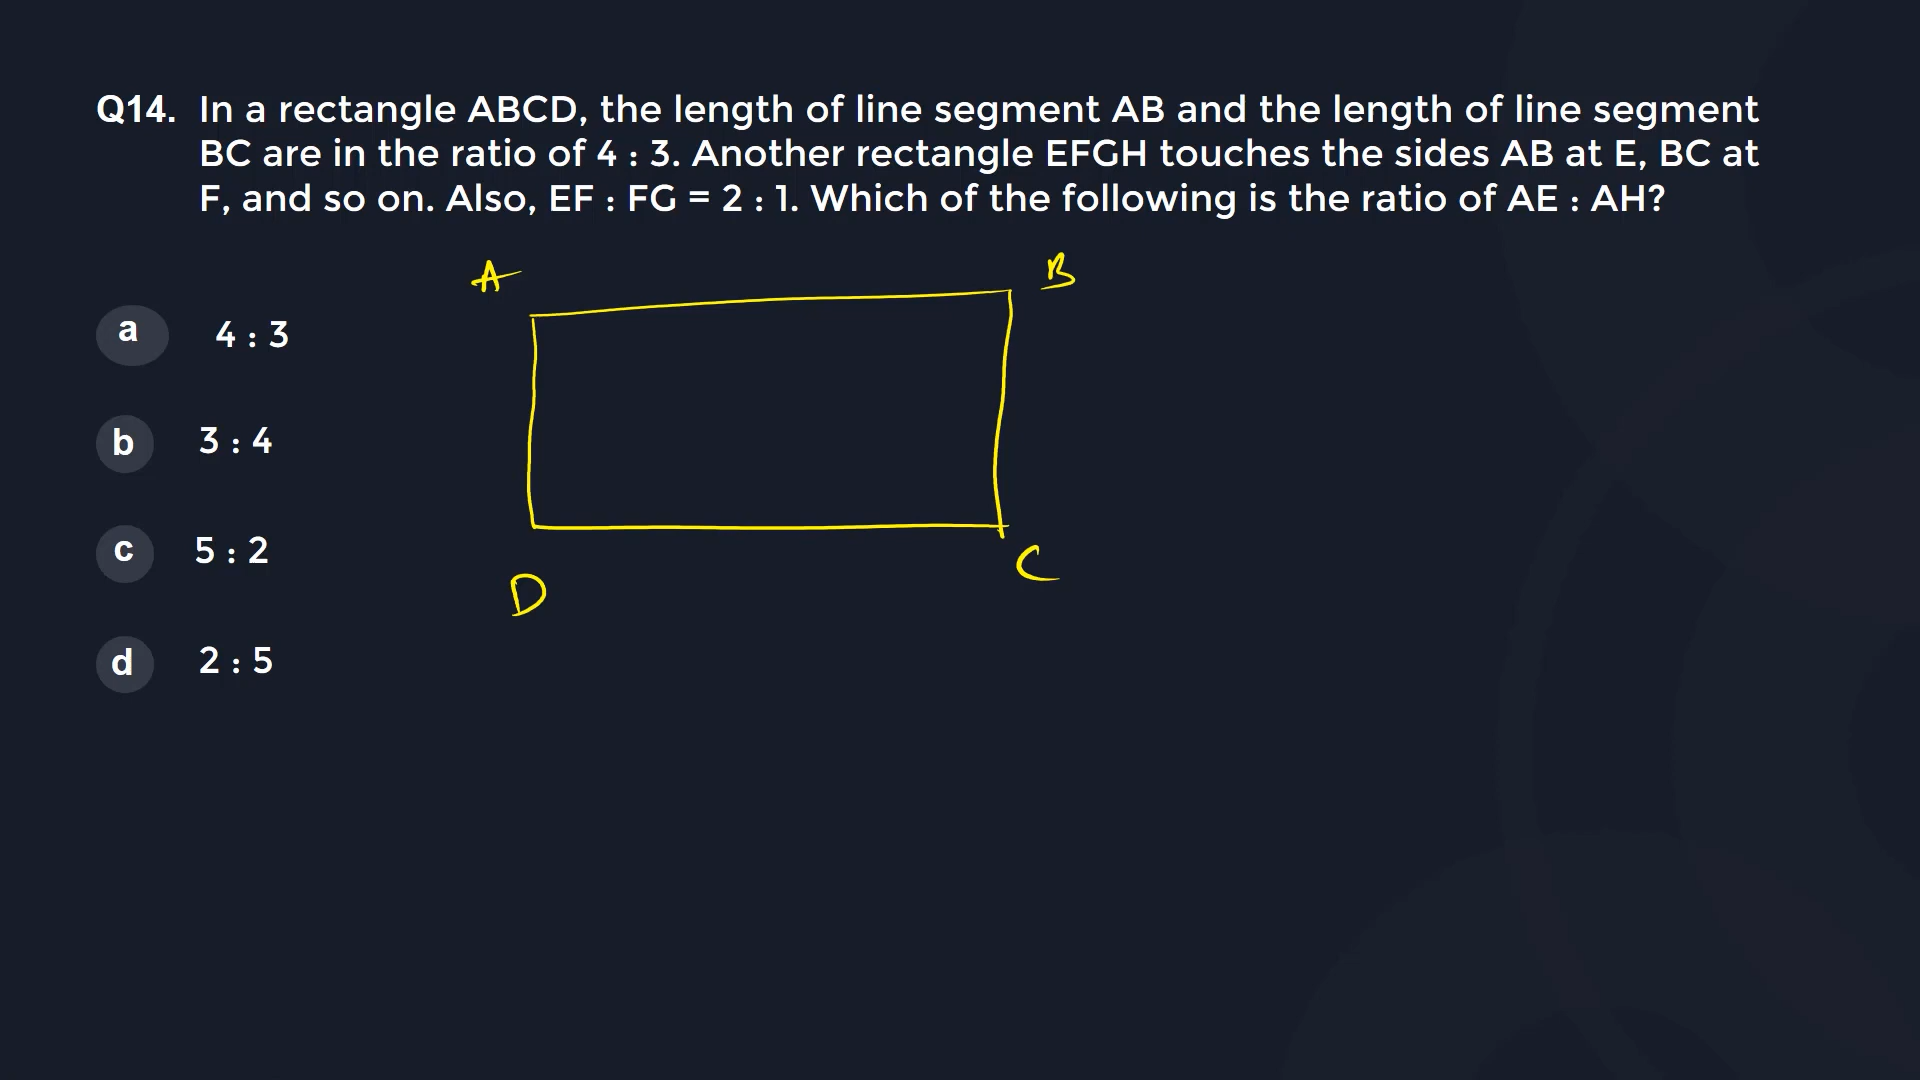 Q14. In a rectangle ABCD, the length of line segment AB and the length of line segment
BC are in the ratio of 4 : 3. Another rectangle EFGH touches the sides AB at E, BC at
F, and so on. Also, EF : FG = 2 : 1. Which of the following is the ratio of AE : AH?
A
B
a 4 : 3
b 3 : 4
c 5 : 2
C
D
d 2 : 5